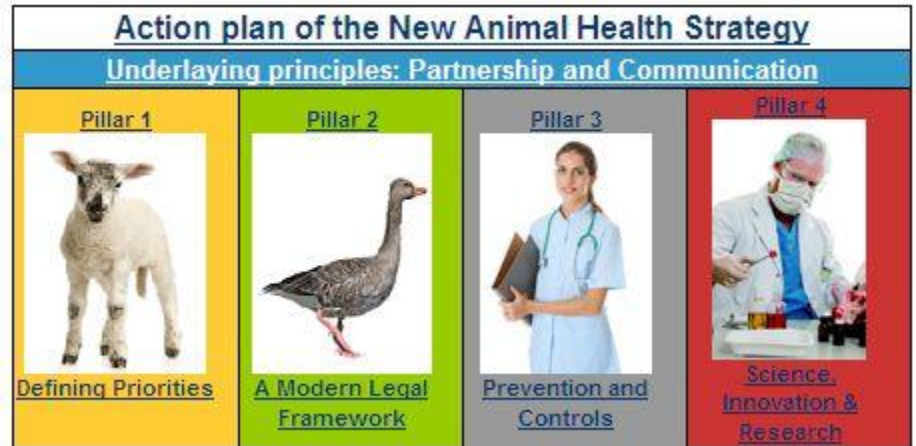 Action plan of the New Animal Health Strategy
Underlaying principles: Partnership and Communication
Pillar 1
Pillar 2
Pillar 3
Pillar 4
Defining Priorities
A Modern Legal
Framework
Prevention and
Controls
Science,
Innovation &
Research